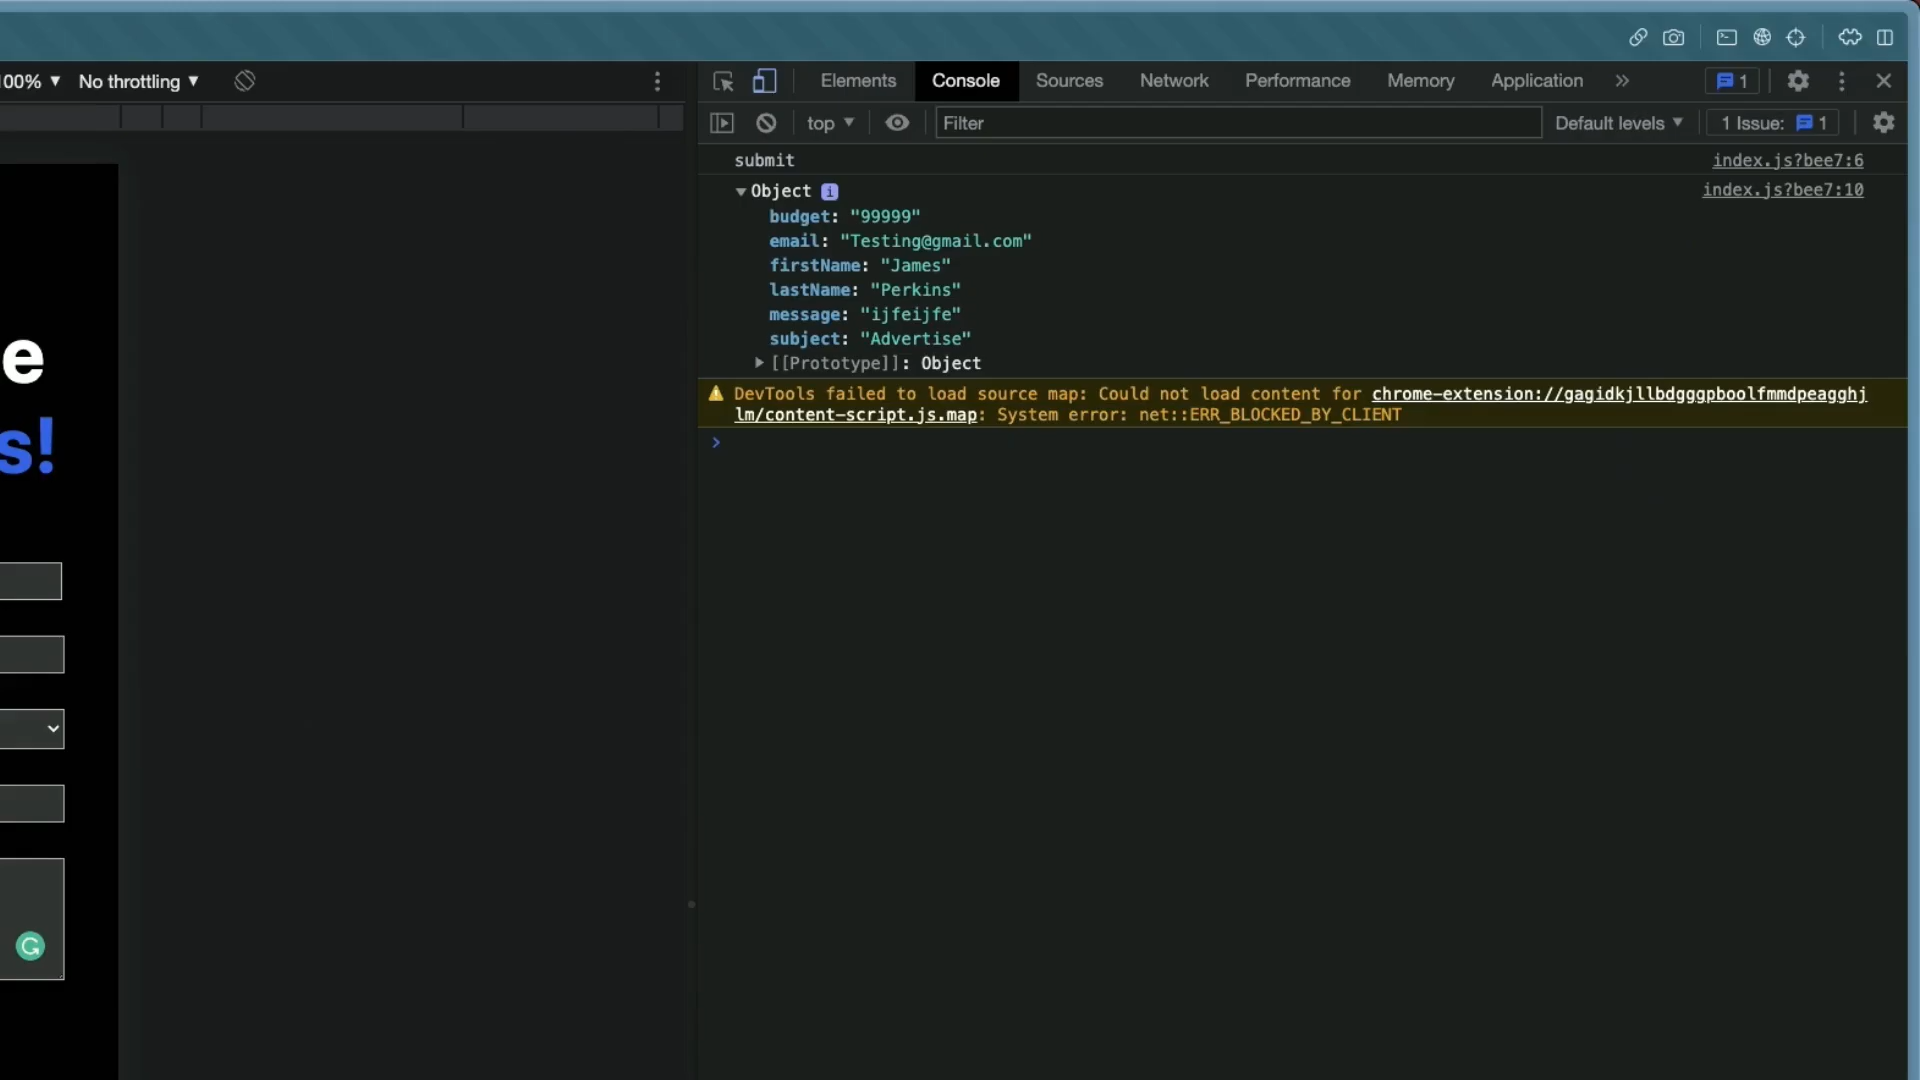 100% ▼ No throttling ▼
Elements Console Sources Network Performance Memory Application » 1
top ▼ Filter Default levels ▼ 1 Issue: 1
submit index.js?bee7:6
▼Object i index.js?bee7:10
budget: "99999"
email: "Testing@gmail.com"
firstName: "James"
lastName: "Perkins"
message: "ijfeijfe"
subject: "Advertise"
▶[[Prototype]]: Object
DevTools failed to load source map: Could not load content for chrome-extension://gagidkjllbdgggpboolfmmdpeagghj
lm/content-script.js.map: System error: net::ERR_BLOCKED_BY_CLIENT
>
e
s!